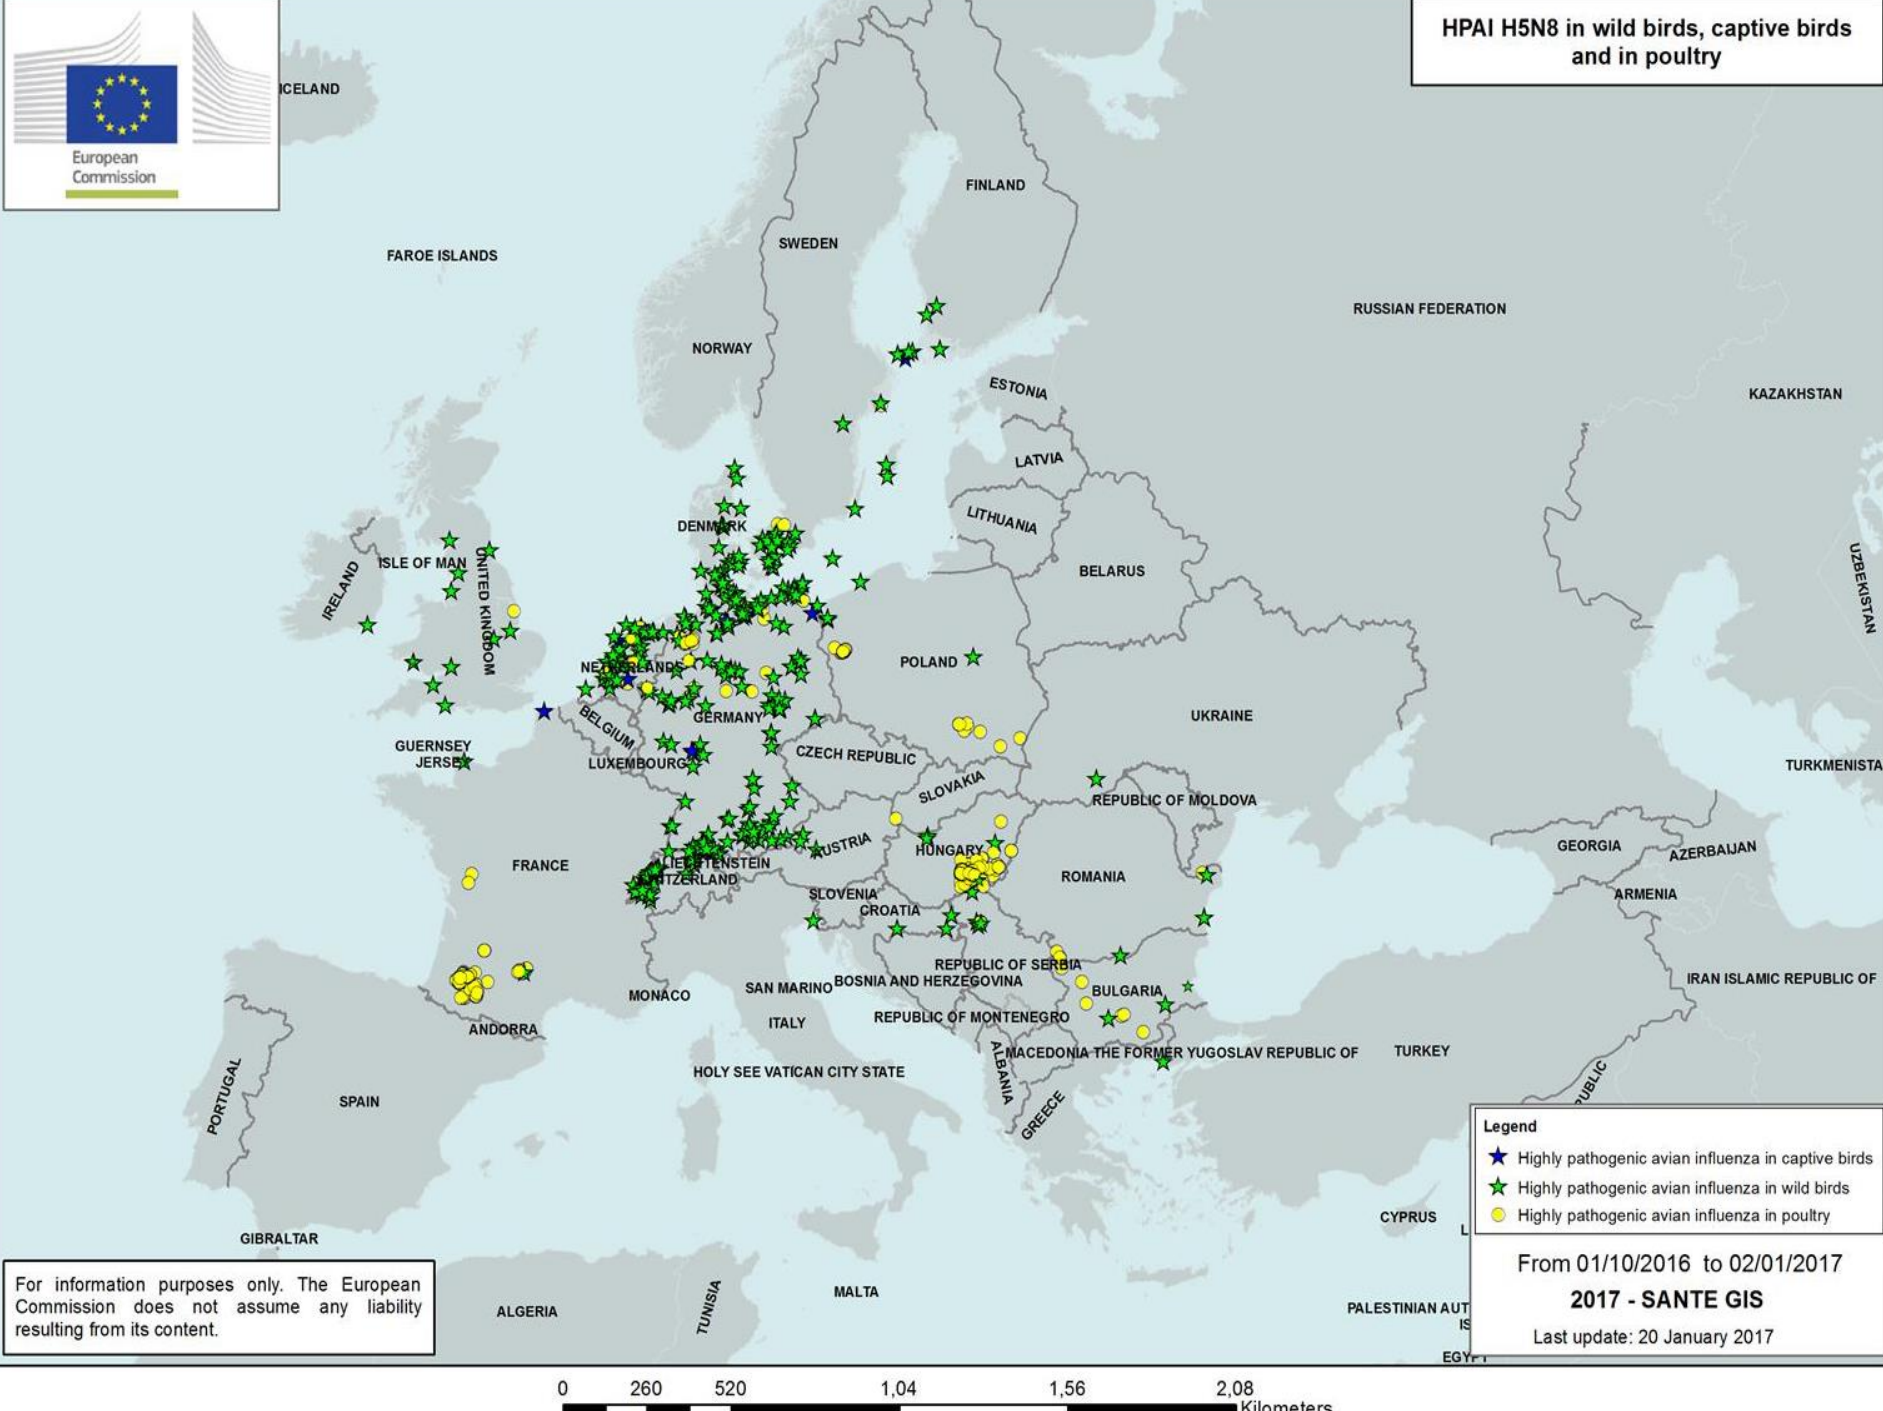 HPAI H5N8 in wild birds, captive birds
and in poultry
European
Commission
ICELAND
FINLAND
SWEDEN
FAROE ISLANDS
RUSSIAN FEDERATION
NORWAY
ESTONIA
KAZAKHSTAN
LATVIA
LITHUANIA
DENMARK
ISLE OF MAN
UNITED KINGDOM
IRELAND
BELARUS
UZBEKISTAN
NETHERLANDS
POLAND
GERMANY
BELGIUM
UKRAINE
GUERNSEY
JERSEY
LUXEMBOURG
CZECH REPUBLIC
SLOVAKIA
TURKMENISTA
REPUBLIC OF MOLDOVA
AUSTRIA
HUNGARY
GEORGIA
AZERBAIJAN
FRANCE
LIECHTENSTEIN
SWITZERLAND
ROMANIA
SLOVENIA
CROATIA
ARMENIA
REPUBLIC OF SERBIA
BOSNIA AND HERZEGOVINA
SAN MARINO
MONACO
BULGARIA
IRAN ISLAMIC REPUBLIC OF
ANDORRA
ITALY
REPUBLIC OF MONTENEGRO
MACEDONIA THE FORMER YUGOSLAV REPUBLIC OF
TURKEY
ALBANIA
HOLY SEE VATICAN CITY STATE
PORTUGAL
SPAIN
GREECE
PUBLIC
Legend
Highly pathogenic avian influenza in captive birds
Highly pathogenic avian influenza in wild birds
Highly pathogenic avian influenza in poultry
CYPRUS
L
GIBRALTAR
From 01/10/2016 to 02/01/2017
2017 - SANTE GIS
Last update: 20 January 2017
For information purposes only. The European
Commission does not assume any liability
resulting from its content.
ALGERIA
TUNISIA
MALTA
PALESTINIAN AUT
IS
EGYPT
0 260 520 1,04 1,56 2,08
Kilometers